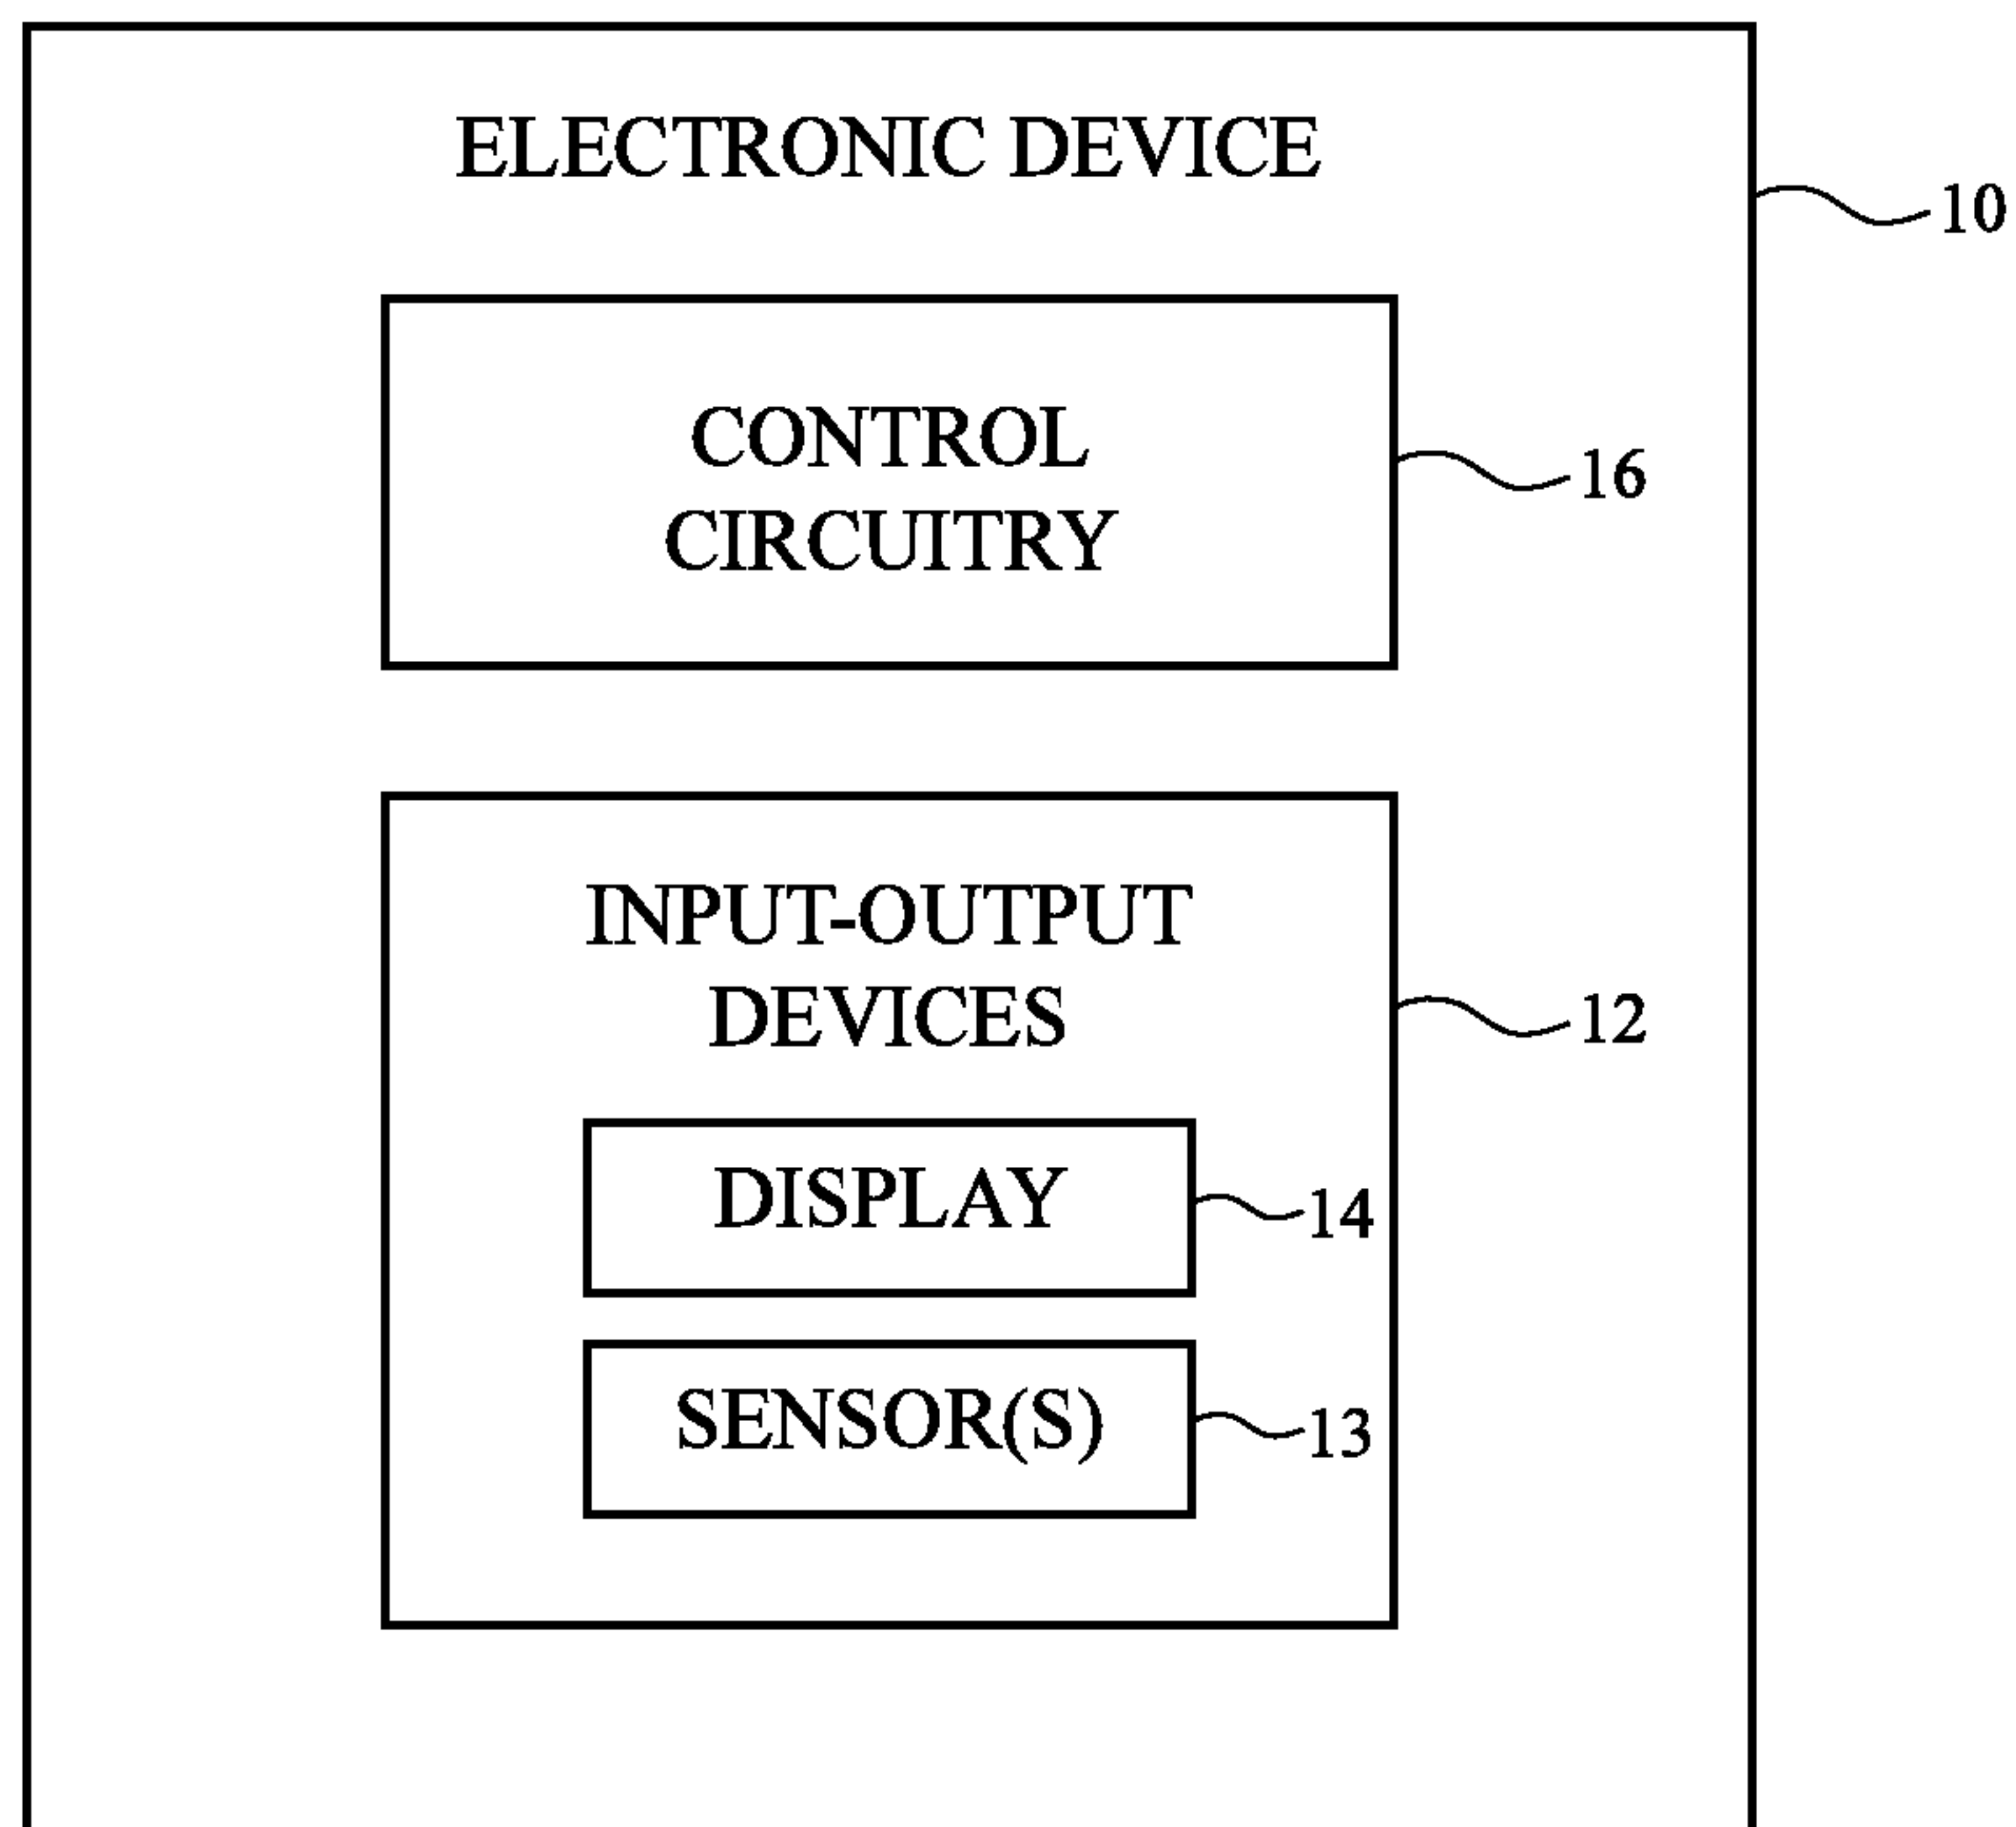 ELECTRONIC DEVICE
10
CONTROL
CIRCUITRY
16
INPUT-OUTPUT
DEVICES
12
DISPLAY
14
SENSOR(S)
13